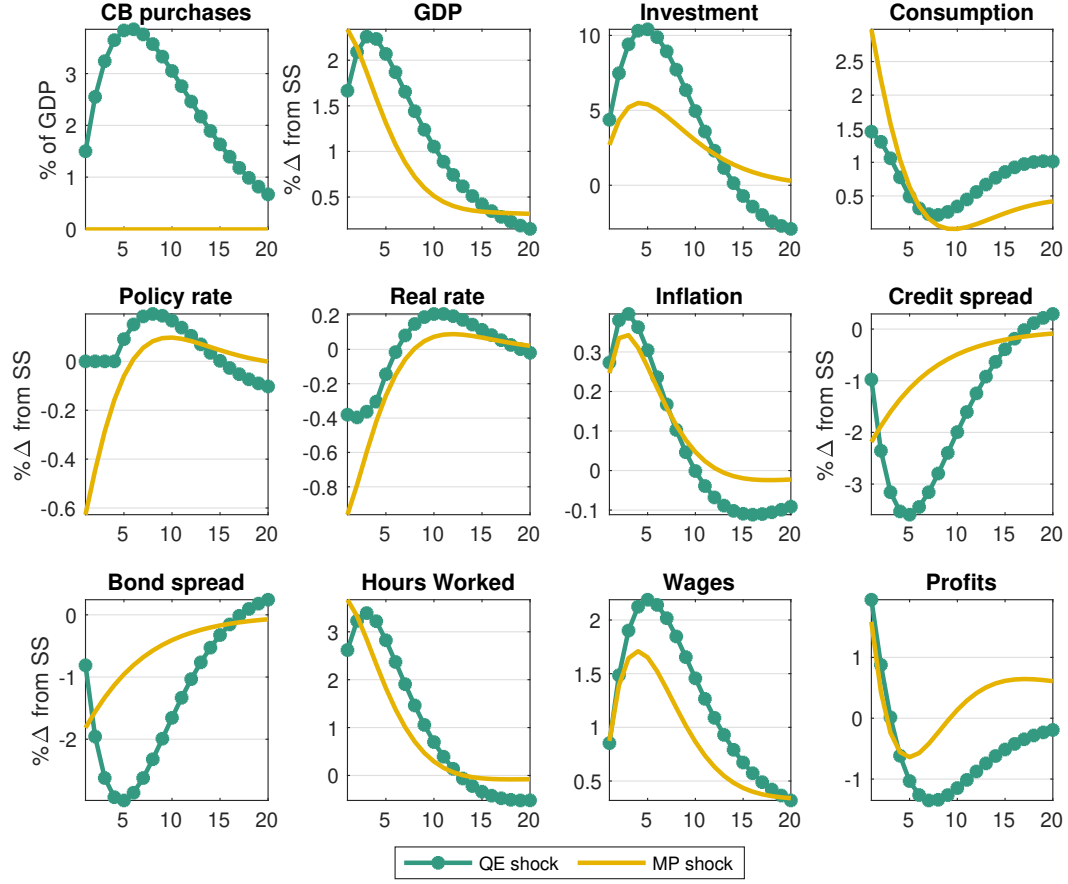 CB purchases
% of GDP
3
2
1
0
5 10 15 20
GDP
% Δ from SS
2
1.5
1
0.5
5 10 15 20
Investment
10
5
0
5 10 15 20
Consumption
2.5
2
1.5
1
0.5
5 10 15 20
Policy rate
% Δ from SS
0
-0.2
-0.4
-0.6
5 10 15 20
Real rate
0.2
0
-0.2
-0.4
-0.6
-0.8
5 10 15 20
Inflation
0.3
0.2
0.1
0
-0.1
5 10 15 20
Credit spread
% Δ from SS
0
-1
-2
-3
5 10 15 20
Bond spread
% Δ from SS
0
-1
-2
5 10 15 20
Hours Worked
3
2
1
0
5 10 15 20
Wages
2
1.5
1
0.5
5 10 15 20
Profits
1
0
-1
5 10 15 20
QE shock MP shock